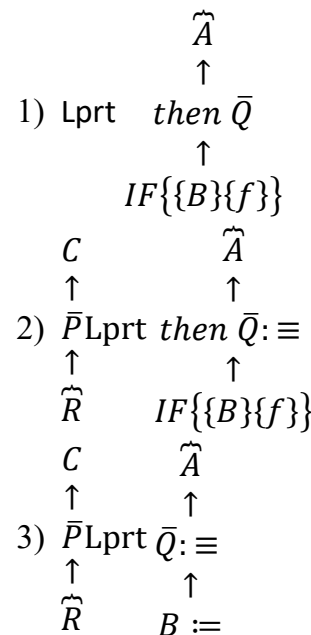 A͡
↑
1) Lprt then Q̄
↑
IF{{B}{f}}
C A͡
↑ ↑
2) P̄Lprt then Q̄: ≡
↑ ↑
R͡ IF{{B}{f}}
C A͡
↑ ↑
3) P̄Lprt Q̄: ≡
↑ ↑
R͡ B :=